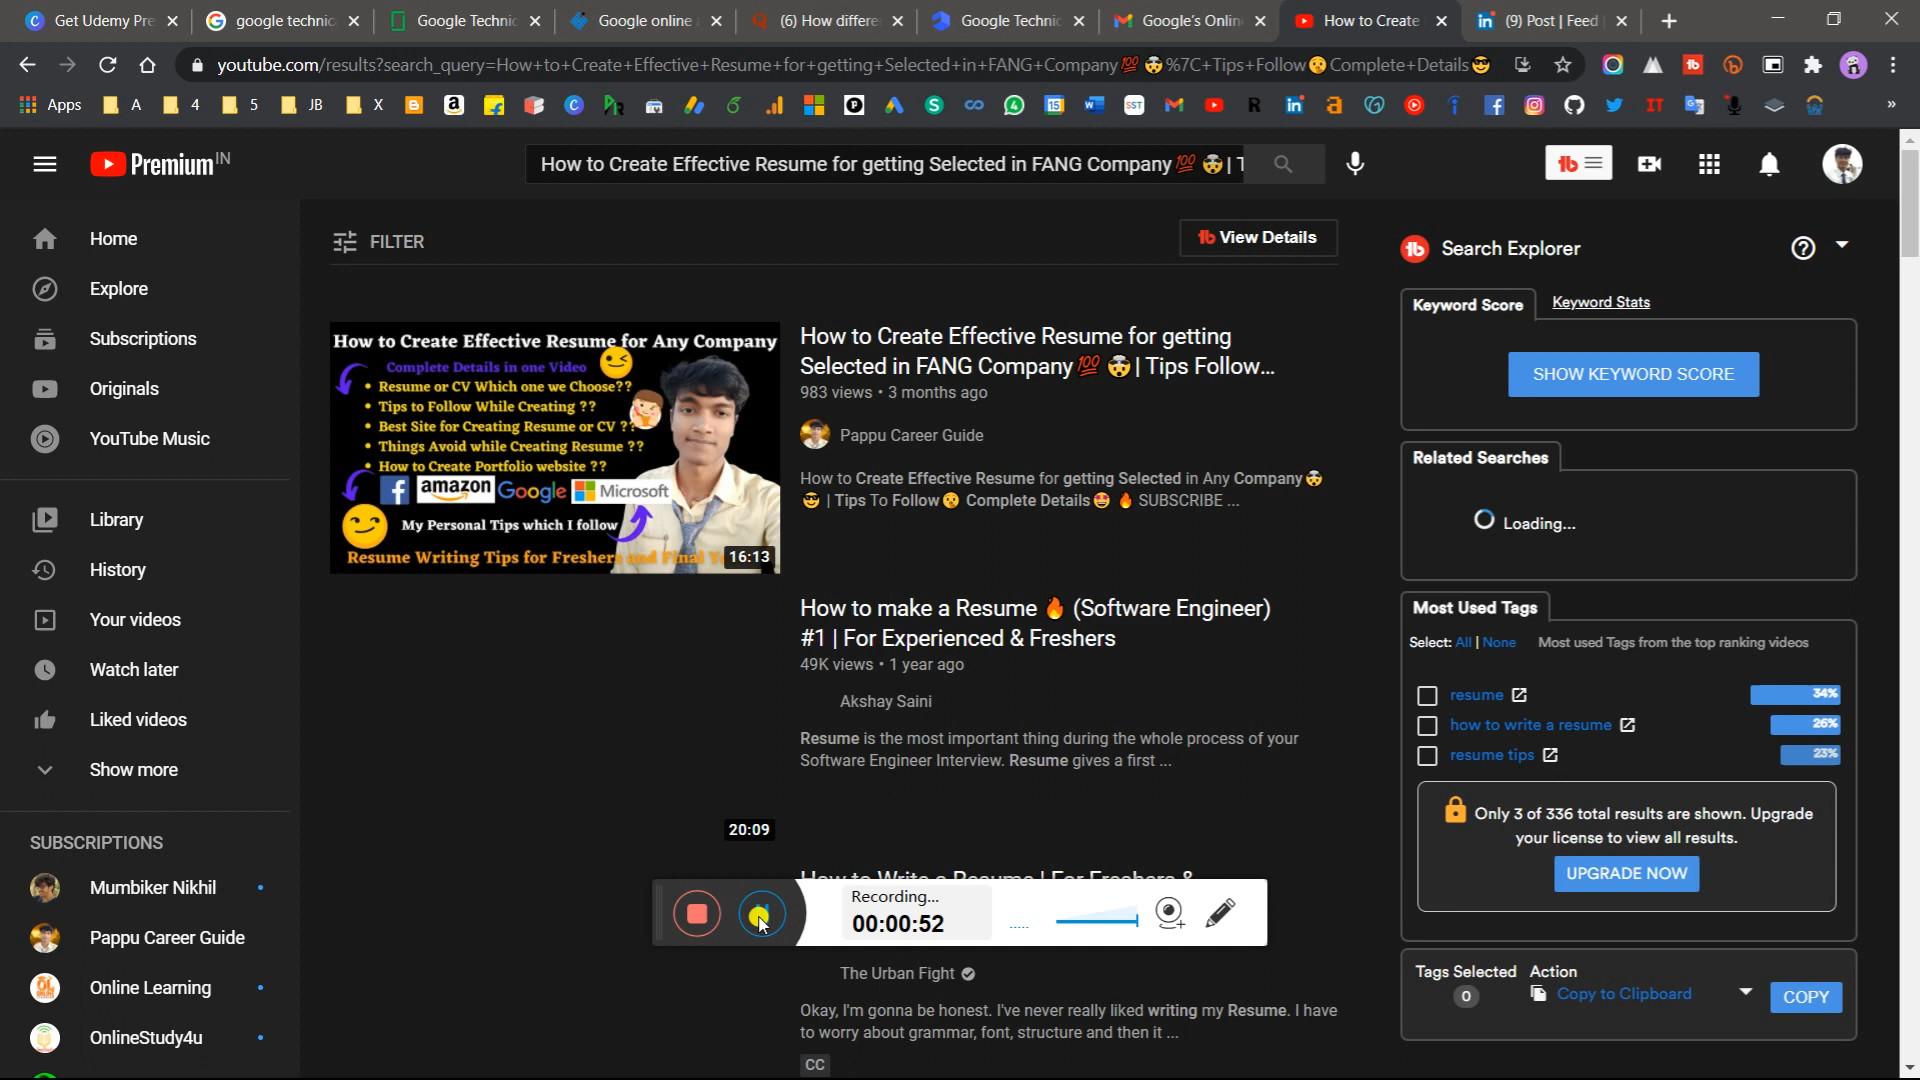 Get Udemy Pre
google technic
Google Technic
Google online
(6) How differe
Google Technic
Google's Onlin
How to Create
(9) Post | Feed
youtube.com/results?search_query=How+to+Create+Effective+Resume+for+getting+Selected+in+FANG+Company💯🤯%7C+Tips+Follow🤫Complete+Details😎
Apps
A
4
5
JB
X
Premium IN
How to Create Effective Resume for getting Selected in FANG Company💯🤯| T
Home
Explore
Subscriptions
Originals
YouTube Music
Library
History
Your videos
Watch later
Liked videos
Show more
SUBSCRIPTIONS
Mumbiker Nikhil
Pappu Career Guide
Online Learning
OnlineStudy4u
FILTER
View Details
How to Create Effective Resume for Any Company
Complete Details in one Video
• Resume or CV Which one we Choose??
• Tips to Follow While Creating ??
• Best Site for Creating Resume or CV ??
• Things Avoid while Creating Resume ??
• How to Create Portfolio website ??
amazon Google Microsoft
My Personal Tips which I follow
Resume Writing Tips for Freshers and Final
16:13
How to Create Effective Resume for getting
Selected in FANG Company💯🤯| Tips Follow...
983 views • 3 months ago
Pappu Career Guide
How to Create Effective Resume for getting Selected in Any Company🤯
😎 | Tips To Follow🤫 Complete Details🤩🔥 SUBSCRIBE ...
How to make a Resume 🔥 (Software Engineer)
#1 | For Experienced & Freshers
49K views • 1 year ago
Akshay Saini
Resume is the most important thing during the whole process of your
Software Engineer Interview. Resume gives a first ...
20:09
How to Write a Resume | For Freshers &
Recording...
00:00:52
The Urban Fight
Okay, I'm gonna be honest. I've never really liked writing my Resume. I have
to worry about grammar, font, structure and then it ...
CC
Search Explorer
Keyword Score
Keyword Stats
SHOW KEYWORD SCORE
Related Searches
Loading...
Most Used Tags
Select: All | None Most used Tags from the top ranking videos
resume 34%
how to write a resume 26%
resume tips 23%
Only 3 of 336 total results are shown. Upgrade
your license to view all results.
UPGRADE NOW
Tags Selected Action
0 Copy to Clipboard
COPY